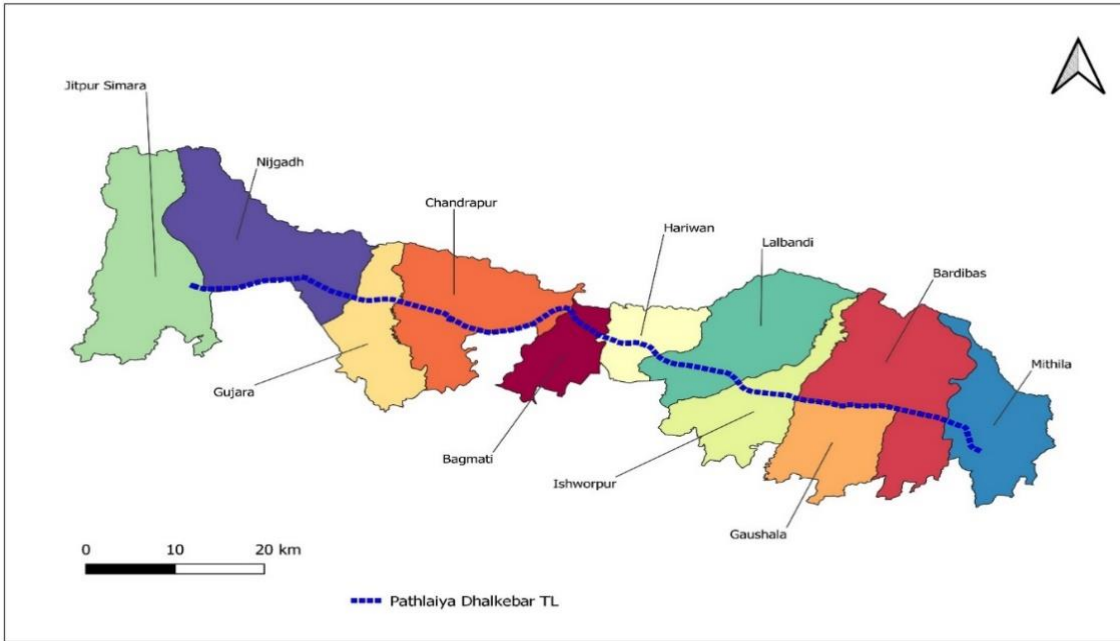 Jitpur Simara
Nijgadh
Chandrapur
Hariwan
Lalbandi
Bardibas
Mithila
Gujara
Bagmati
Ishworpur
Gaushala
0 10 20 km
Pathlaiya Dhalkebar TL